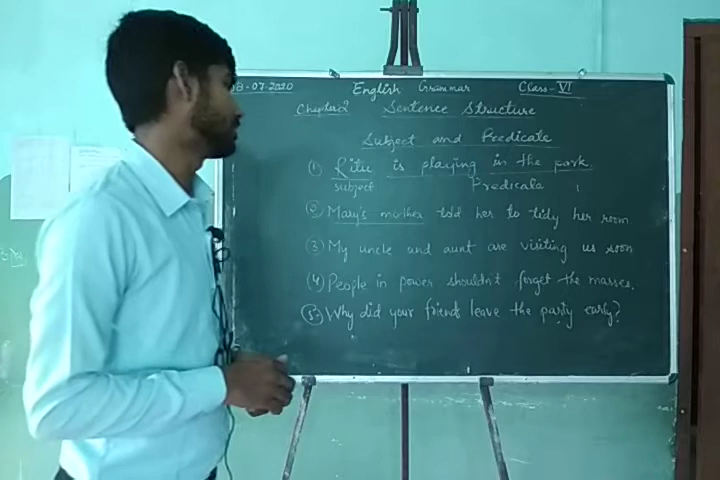 -07-2020 English Grammar Class-VI
Chapter 2 Sentence Structure
Subject and Predicate
(1) Ritu is playing in the park.
subject Predicate
(2) Mary's mother told her to tidy her room
(3) My uncle and aunt are visiting us soon
(4) People in power shouldn't forget the masses.
(5) Why did your friends leave the party early?